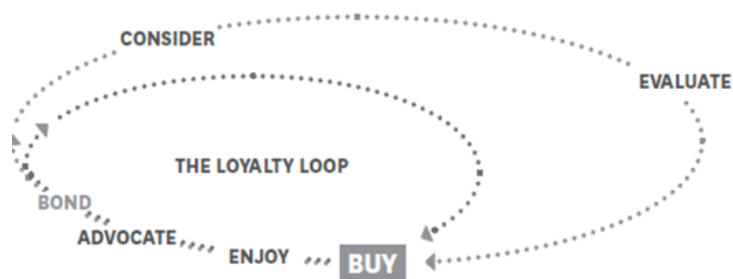 CONSIDER
EVALUATE
THE LOYALTY LOOP
BOND
ADVOCATE
ENJOY
BUY